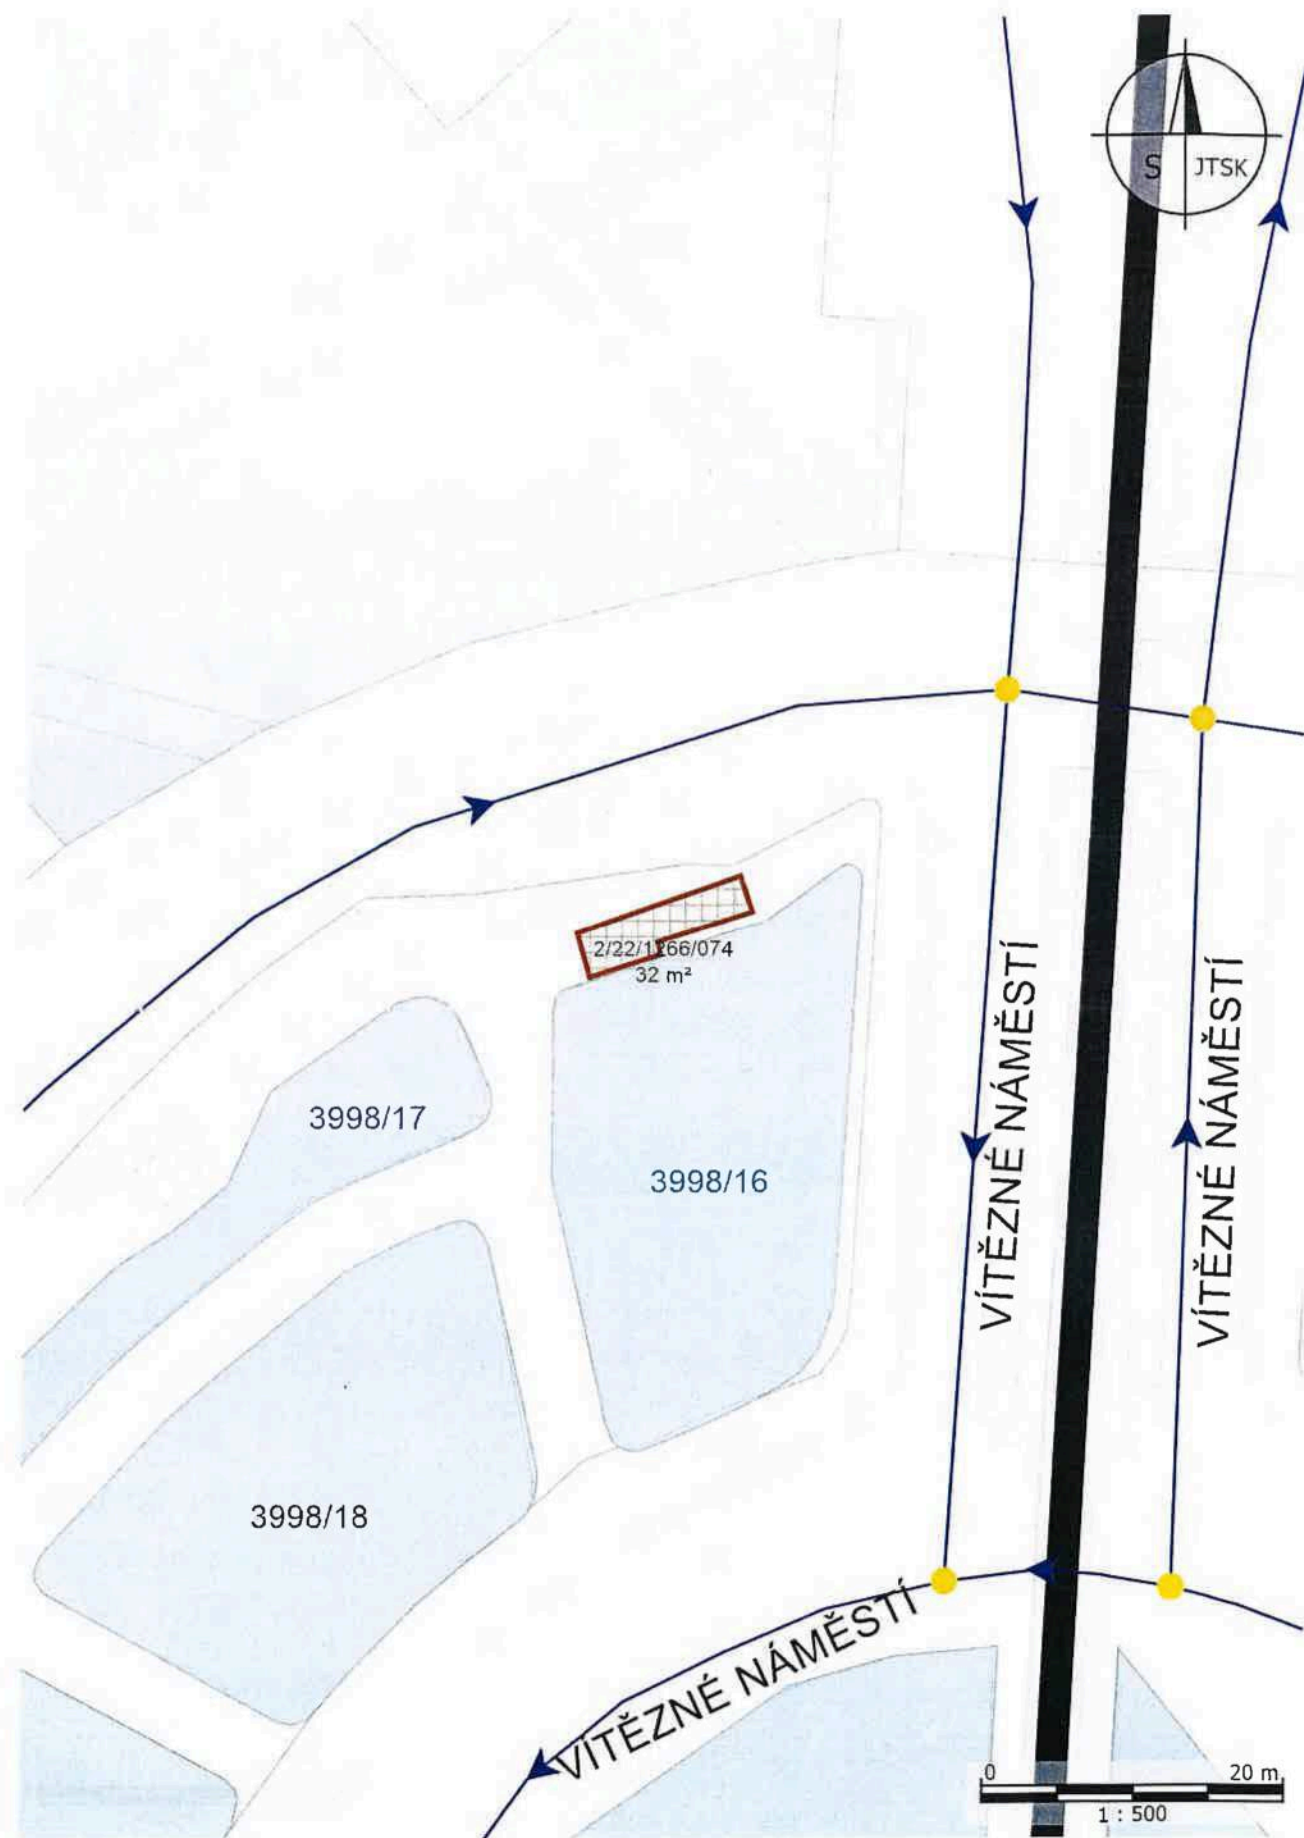 S JTSK
2/22/1266/074
32 m²
3998/17
3998/16
VÍTĚZNÉ NÁMĚSTÍ
VÍTĚZNÉ NÁMĚSTÍ
3998/18
VÍTĚZNÉ NÁMĚSTÍ
0 20 m
1 : 500